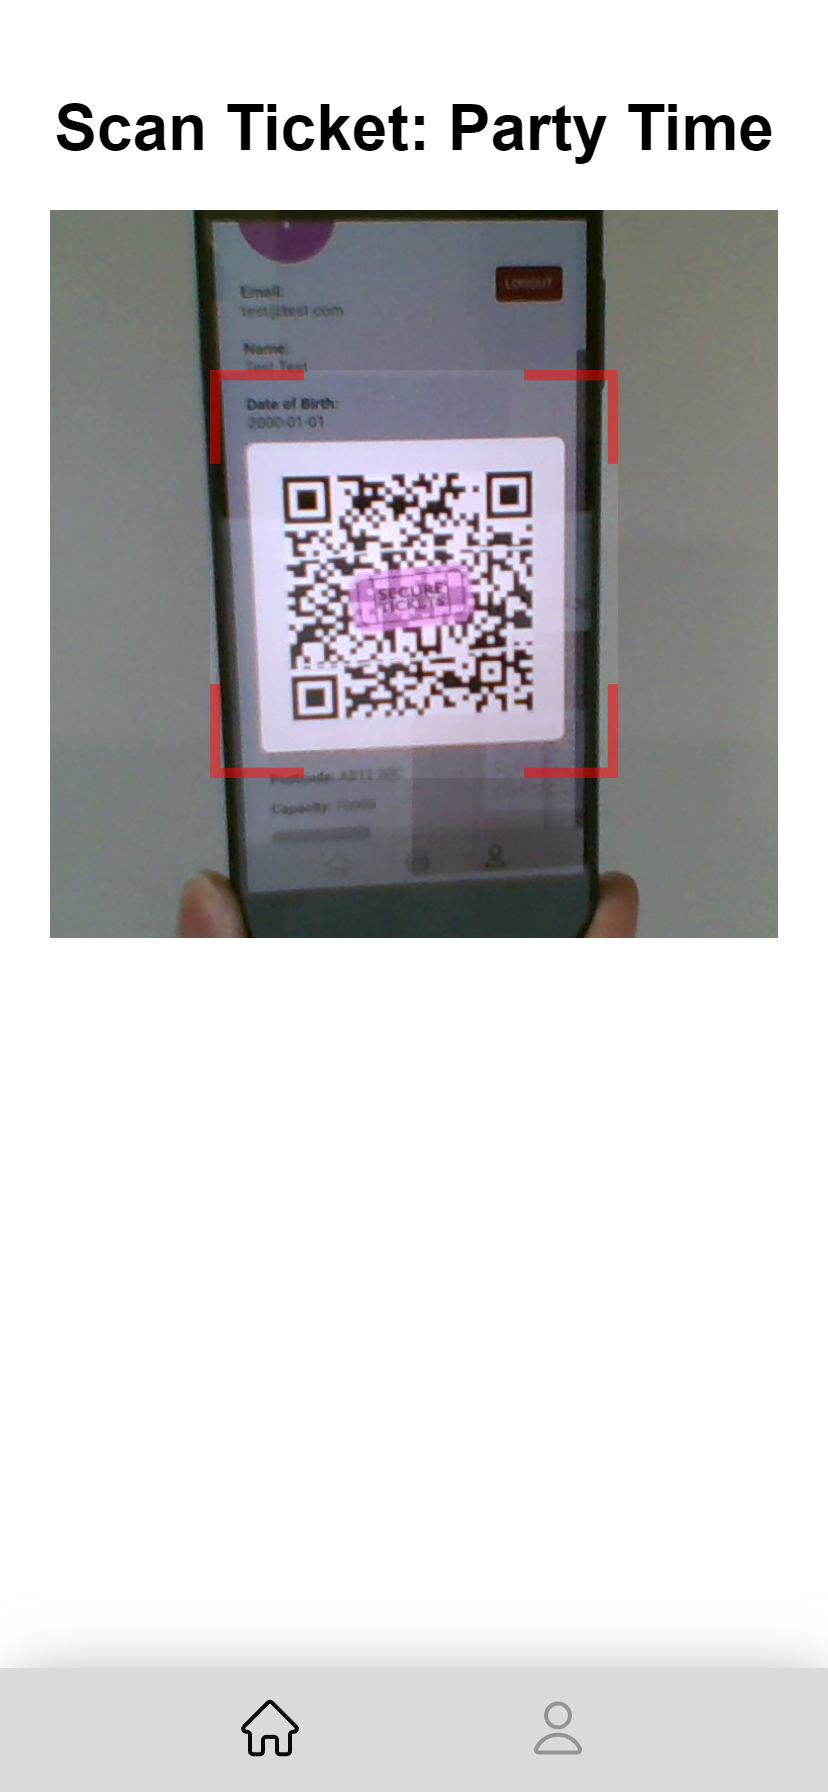 Scan Ticket: Party Time
LOGOUT
Email:
test@test.com
Name:
Test Test
Date of Birth:
2000-01-01
SECURE
TICKETS
Postcode: AB12
Capacity: 10000